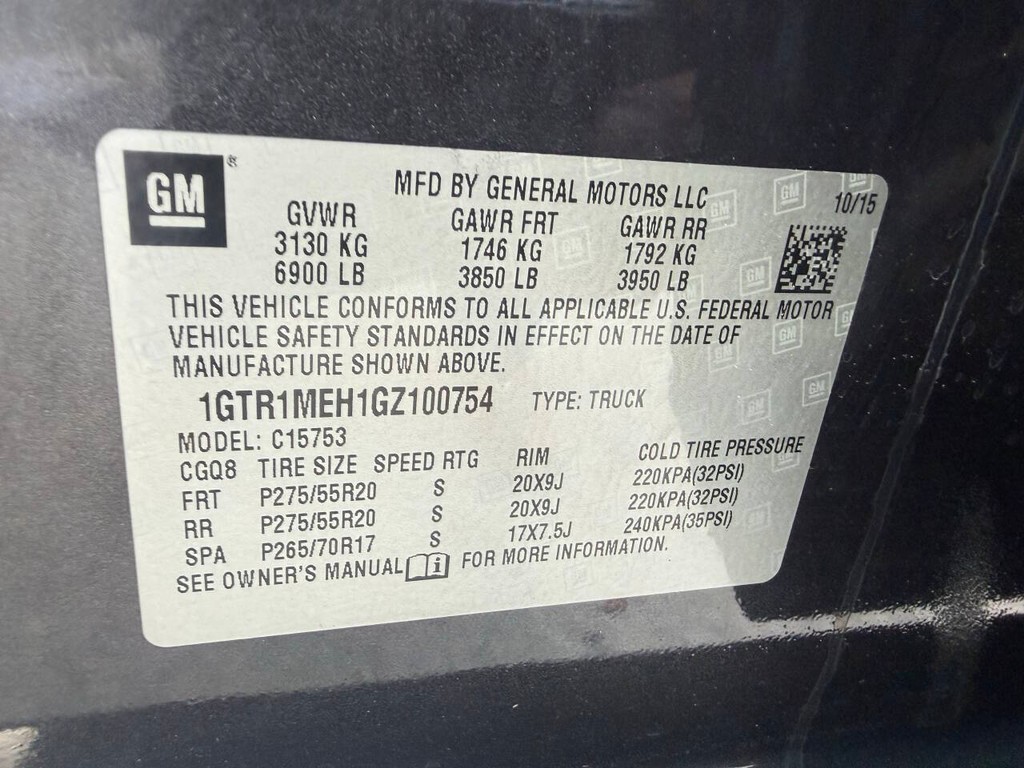 GM®
MFD BY GENERAL MOTORS LLC 10/15
GVWR GAWR FRT GAWR RR
3130 KG 1746 KG 1792 KG
6900 LB 3850 LB 3950 LB
THIS VEHICLE CONFORMS TO ALL APPLICABLE U.S. FEDERAL MOTOR
VEHICLE SAFETY STANDARDS IN EFFECT ON THE DATE OF
MANUFACTURE SHOWN ABOVE.
1GTR1MEH1GZ100754 TYPE: TRUCK
MODEL: C15753
CGQ8 TIRE SIZE SPEED RTG RIM COLD TIRE PRESSURE
FRT P275/55R20 S 20X9J 220KPA(32PSI)
RR P275/55R20 S 20X9J 220KPA(32PSI)
SPA P265/70R17 S 17X7.5J 240KPA(35PSI)
SEE OWNER'S MANUAL i FOR MORE INFORMATION.